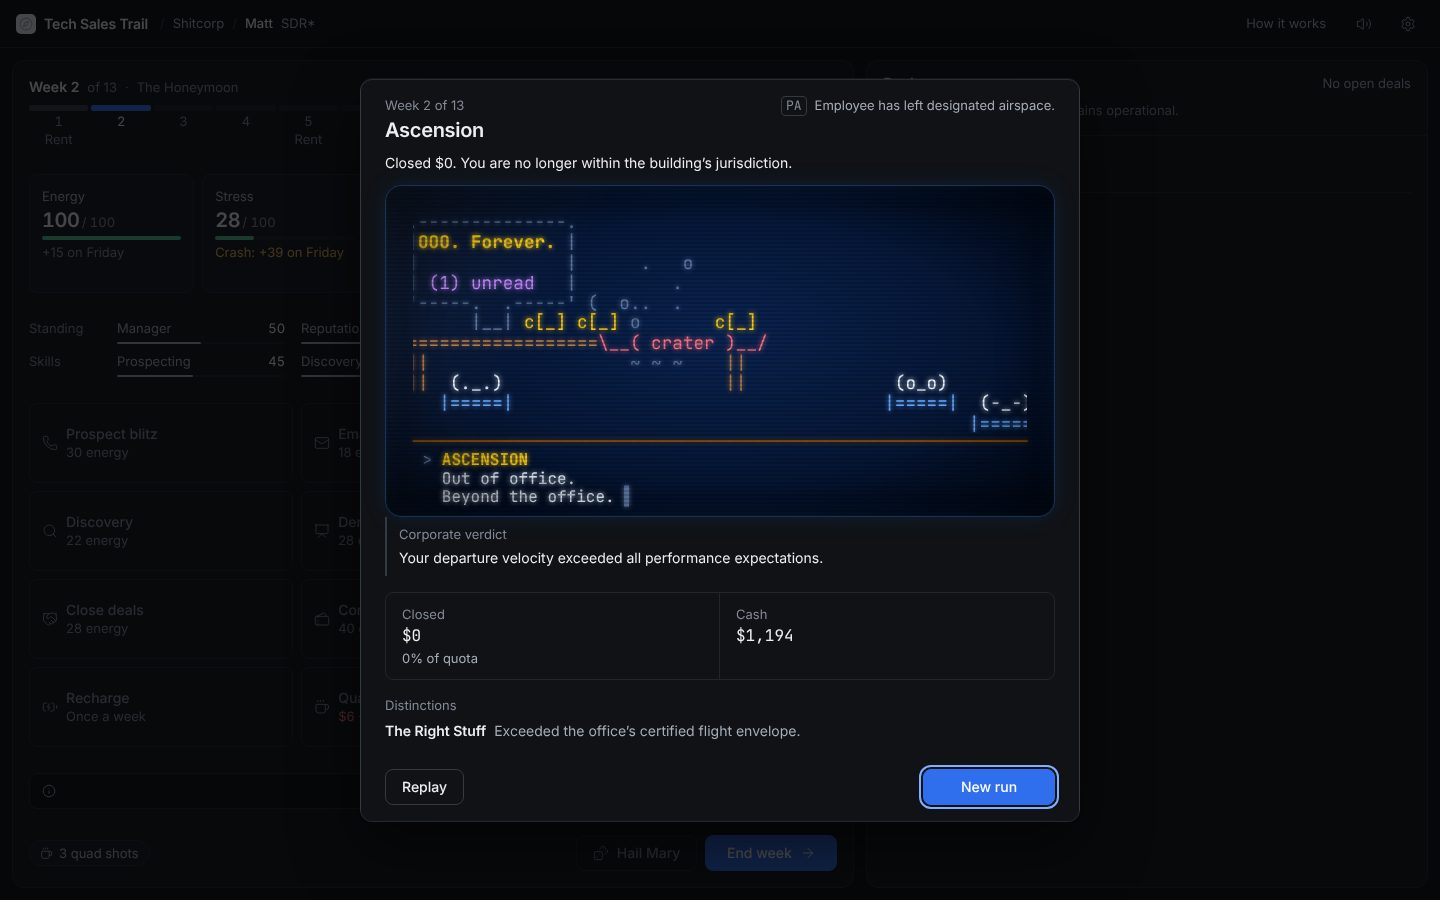 Tech Sales Trail / Shitcorp / Matt SDR*
How it works
Week 2 of 13 · The Honeymoon
1 2 3 4 5
Rent Rent
Energy
100 / 100
+15 on Friday
Stress
28 / 100
Crash: +39 on Friday
Standing Manager 50
Skills Prospecting 45 Discovery
Prospect blitz
30 energy
Discovery
22 energy
28
Close deals
28 energy
40
Recharge
Once a week
$6
3 quad shots
Hail Mary
End week
No open deals
operational.
Week 2 of 13
PA Employee has left designated airspace.
Ascension
Closed $0. You are no longer within the building’s jurisdiction.
OOO. Forever.
(1) unread
c[_] c[_] o c[_]
\__( crater )__/
~ ~ ~
(._.) (o_o)
|=====| |=====| (-_-)
> ASCENSION
Out of office.
Beyond the office.
Corporate verdict
Your departure velocity exceeded all performance expectations.
Closed
$0
0% of quota
Cash
$1,194
Distinctions
The Right Stuff Exceeded the office’s certified flight envelope.
Replay
New run